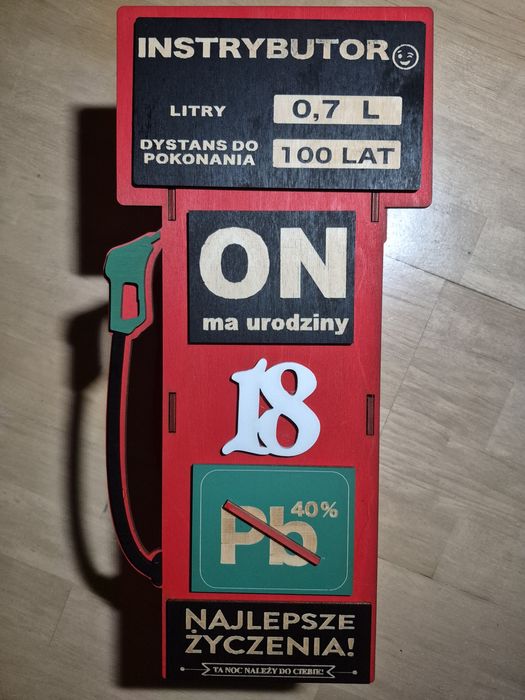 INSTRYBUTOR
LITRY 0,7 L
DYSTANS DO
POKONANIA 100 LAT
ON
ma urodziny
18
40%
Pb
NAJLEPSZE
ŻYCZENIA!
TA NOC NALEŻY DO CIEBIE!